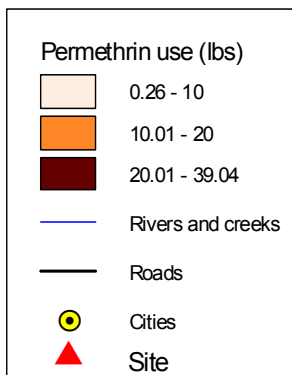 Permethrin use (lbs)
0.26 - 10
10.01 - 20
20.01 - 39.04
Rivers and creeks
Roads
Cities
Site